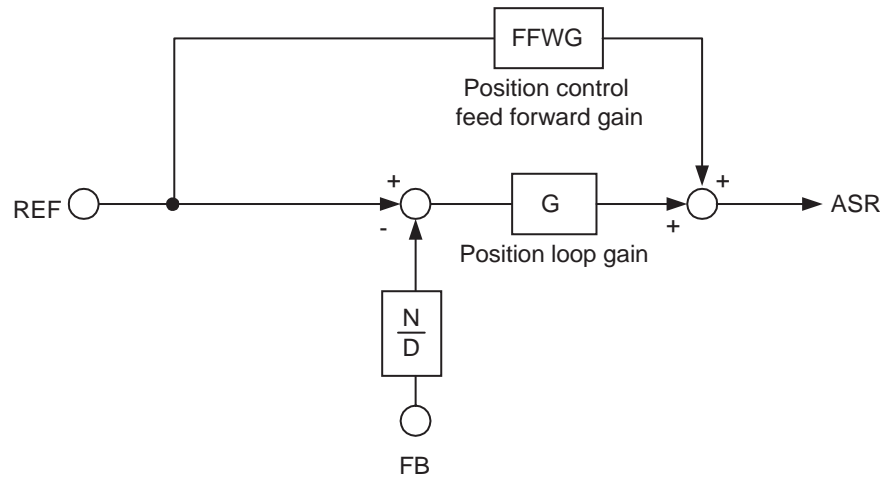 FFWG
Position control
feed forward gain
REF
+
-
G
Position loop gain
+
+
ASR
N
D
FB